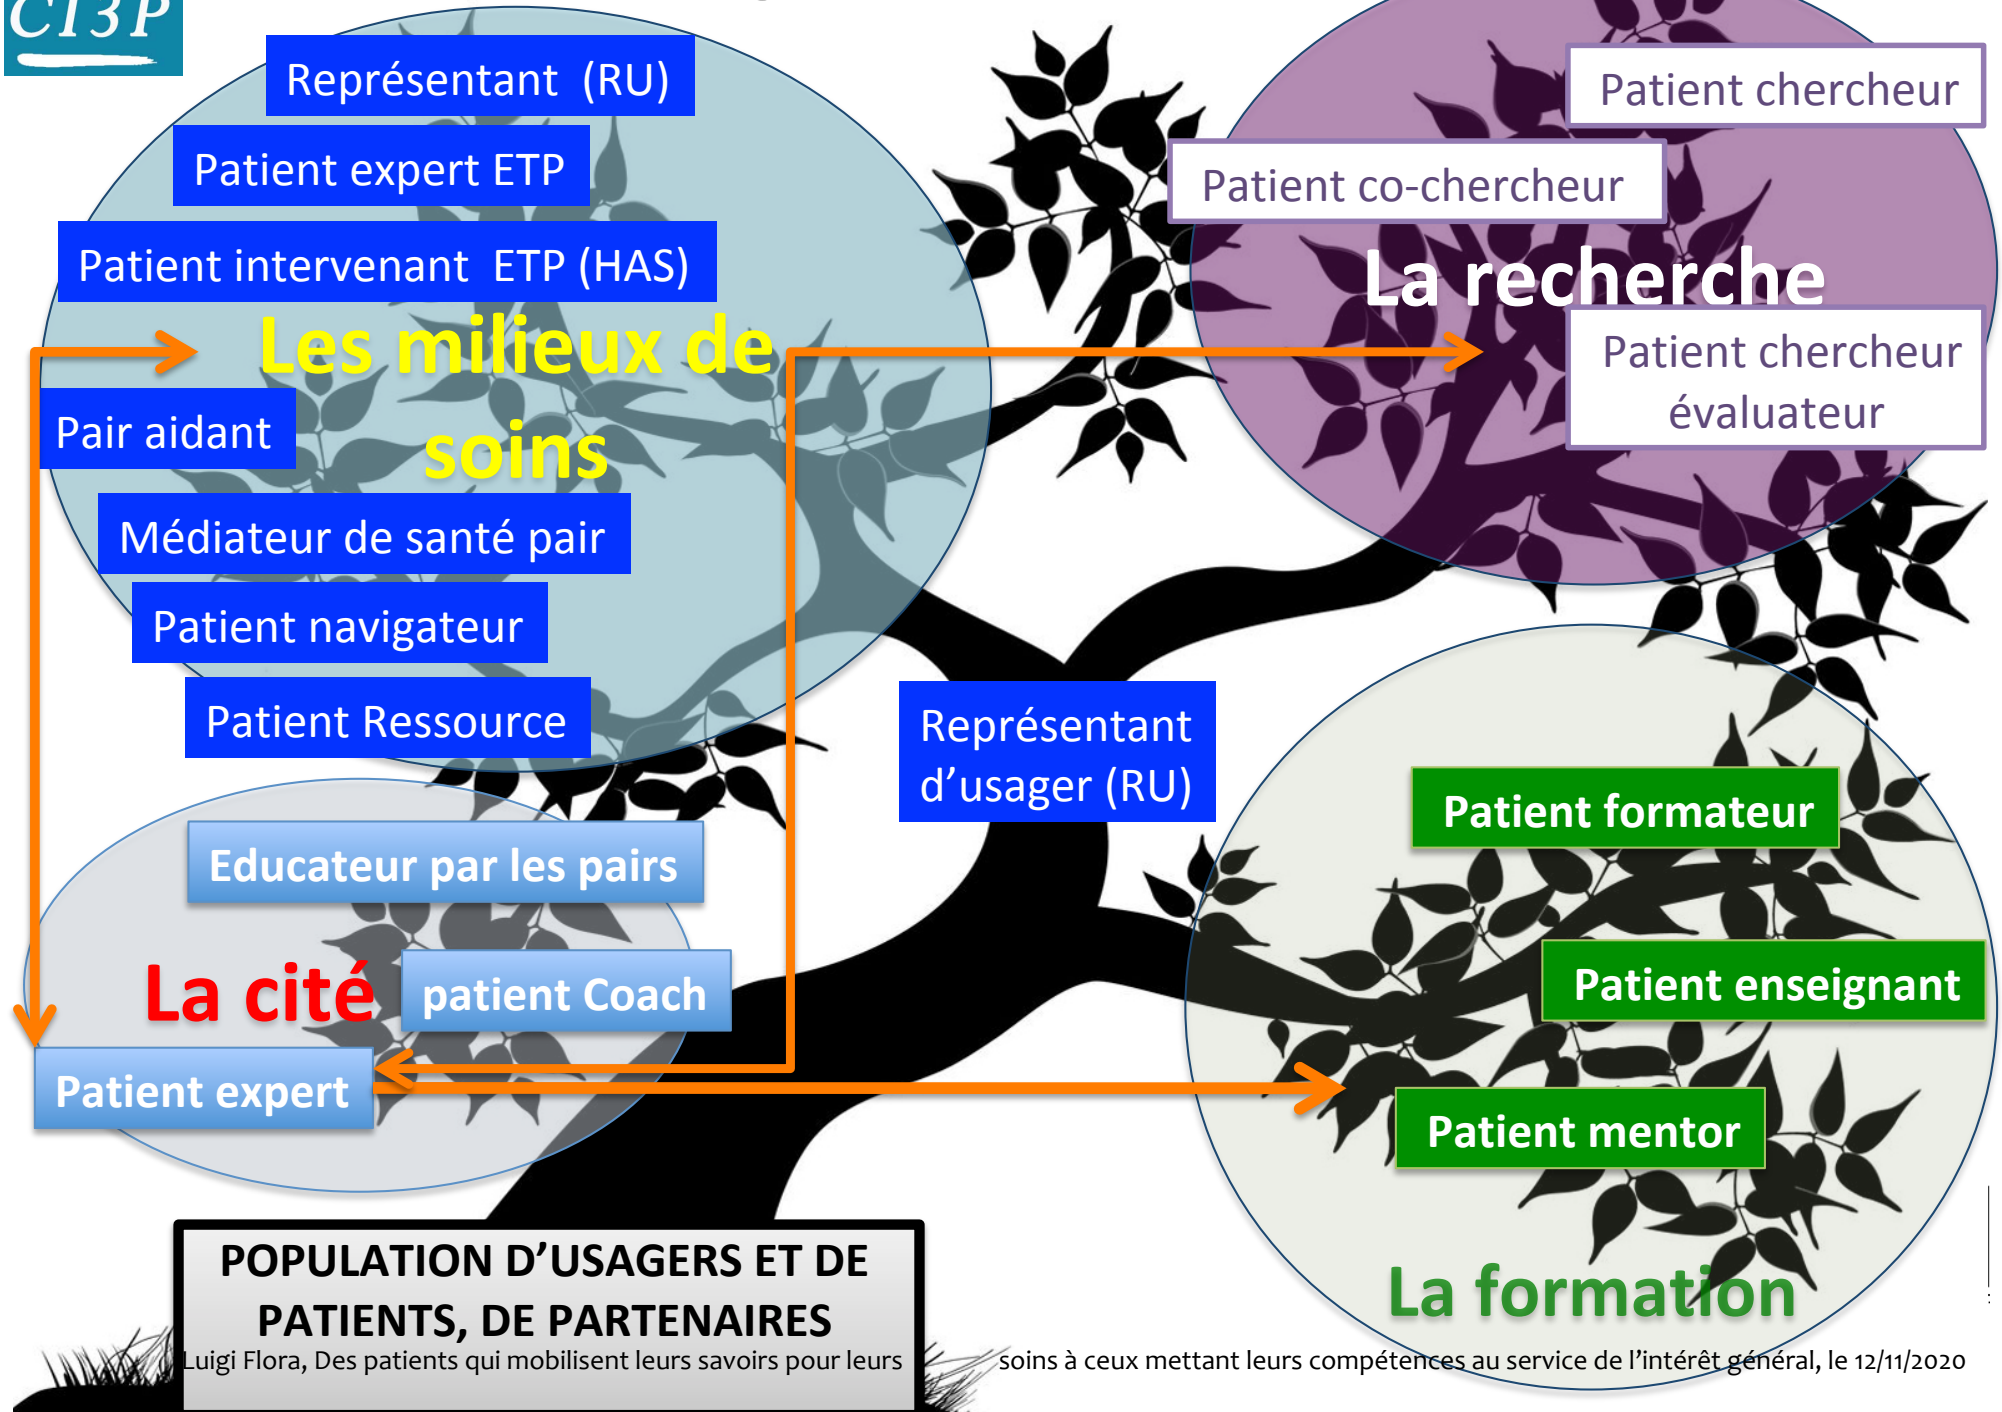 CI3P
Représentant (RU)
Patient expert ETP
Patient intervenant ETP (HAS)
Les milieux de
soins
Pair aidant
Médiateur de santé pair
Patient navigateur
Patient Ressource
Patient chercheur
Patient co-chercheur
La recherche
Patient chercheur
évaluateur
Représentant
d’usager (RU)
Educateur par les pairs
La cité
patient Coach
Patient expert
Patient formateur
Patient enseignant
Patient mentor
La formation
POPULATION D’USAGERS ET DE
PATIENTS, DE PARTENAIRES
Luigi Flora, Des patients qui mobilisent leurs savoirs pour leurs soins à ceux mettant leurs compétences au service de l’intérêt général, le 12/11/2020